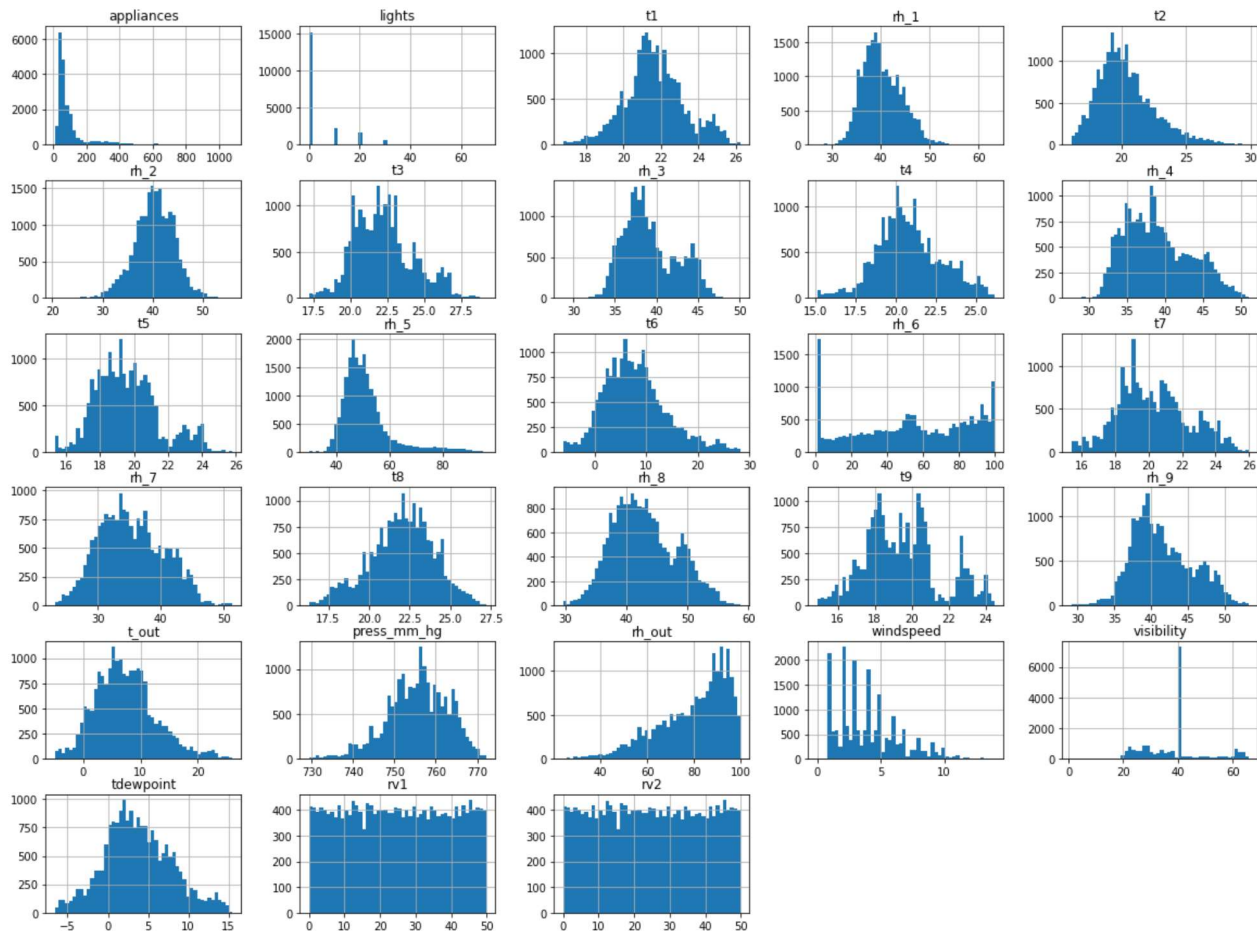 appliances
6000
4000
2000
0
0 200 400 600 800 1000
lights
15000
10000
5000
0
0 20 40 60
t1
1000
500
0
18 20 22 24 26
rh_1
1500
1000
500
0
30 40 50 60
t2
1000
500
0
20 25 30
rh_2
1500
1000
500
0
20 30 40 50
t3
1000
500
0
17.5 20.0 22.5 25.0 27.5
rh_3
1000
500
0
30 35 40 45 50
t4
1000
500
0
15.0 17.5 20.0 22.5 25.0
rh_4
1000
750
500
250
0
30 35 40 45 50
t5
1000
500
0
16 18 20 22 24 26
rh_5
2000
1500
1000
500
0
40 60 80
t6
1000
750
500
250
0
0 10 20 30
rh_6
1500
1000
500
0
0 20 40 60 80 100
t7
1000
500
0
16 18 20 22 24 26
rh_7
1000
750
500
250
0
30 40 50
t8
1000
750
500
250
0
17.5 20.0 22.5 25.0 27.5
rh_8
800
600
400
200
0
30 40 50 60
t9
1000
750
500
250
0
16 18 20 22 24
rh_9
1000
500
0
30 35 40 45 50
t_out
1000
750
500
250
0
0 10 20
press_mm_hg
1000
500
0
730 740 750 760 770
rh_out
1000
500
0
40 60 80 100
windspeed
2000
1500
1000
500
0
0 5 10
visibility
6000
4000
2000
0
0 20 40 60
tdewpoint
1000
750
500
250
0
−5 0 5 10 15
rv1
400
300
200
100
0
0 10 20 30 40 50
rv2
400
300
200
100
0
0 10 20 30 40 50